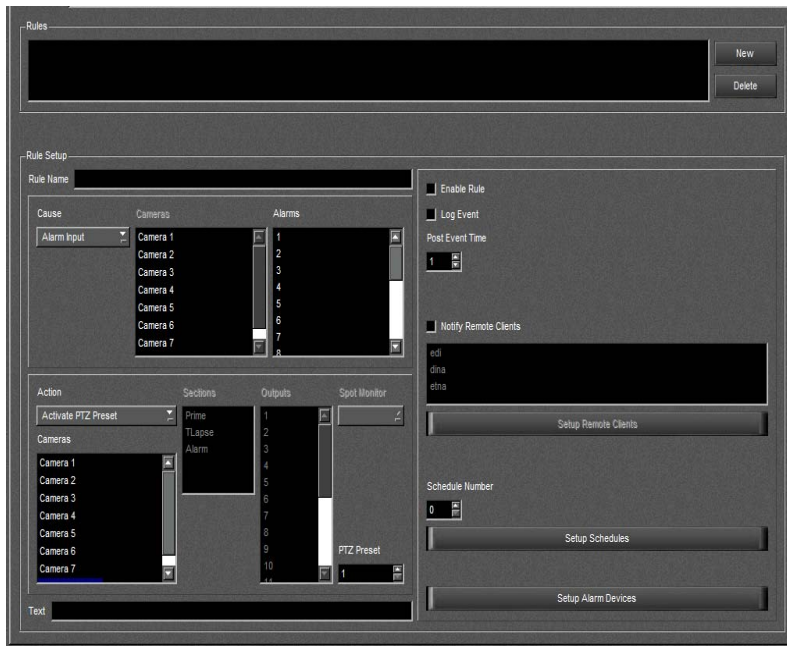 Rules
New
Delete
Rule Setup
Rule Name
Cause
Cameras
Alarms
Alarm Input
Camera 1
Camera 2
Camera 3
Camera 4
Camera 5
Camera 6
Camera 7
1
2
3
4
5
6
7
8
Action
Sections
Outputs
Spot Monitor
Activate PTZ Preset
Prime
TLapse
Alarm
1
2
3
4
5
6
7
8
9
10
11
Cameras
Camera 1
Camera 2
Camera 3
Camera 4
Camera 5
Camera 6
Camera 7
PTZ Preset
1
Text
Enable Rule
Log Event
Post Event Time
1
Notify Remote Clients
edi
dina
etna
Setup Remote Clients
Schedule Number
0
Setup Schedules
Setup Alarm Devices